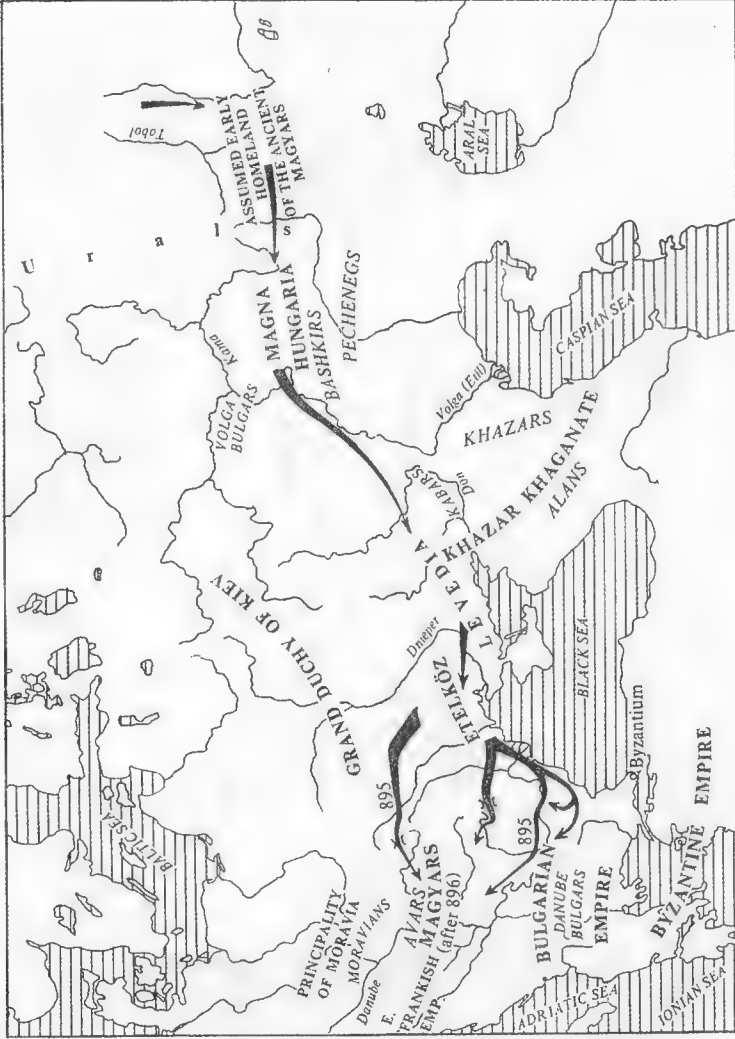 Ob
Tobol
ASSUMED EARLY
HOMELAND
OF THE ANCIENT
MAGYARS
ARAL
SEA
Urals
MAGNA
HUNGARIA
BASHKIRS
PECHENEGS
Kama
VOLGA
BULGARS
Volga (Etil)
CASPIAN SEA
KHAZARS
KABARS
Don
KHAZAR KHAGANATE
ALANS
LEVEDIA
GRAND DUCHY OF KIEV
Dnieper
ETELKÖZ
BLACK SEA
895
895
BALTIC SEA
Byzantium
BYZANTINE EMPIRE
PRINCIPALITY
OF MORAVIA
MORAVIANS
AVARS
MAGYARS
(after 896)
Danube
E.
FRANKISH
EMP.
BULGARIAN
DANUBE
BULGARS
EMPIRE
ADRIATIC SEA
IONIAN SEA